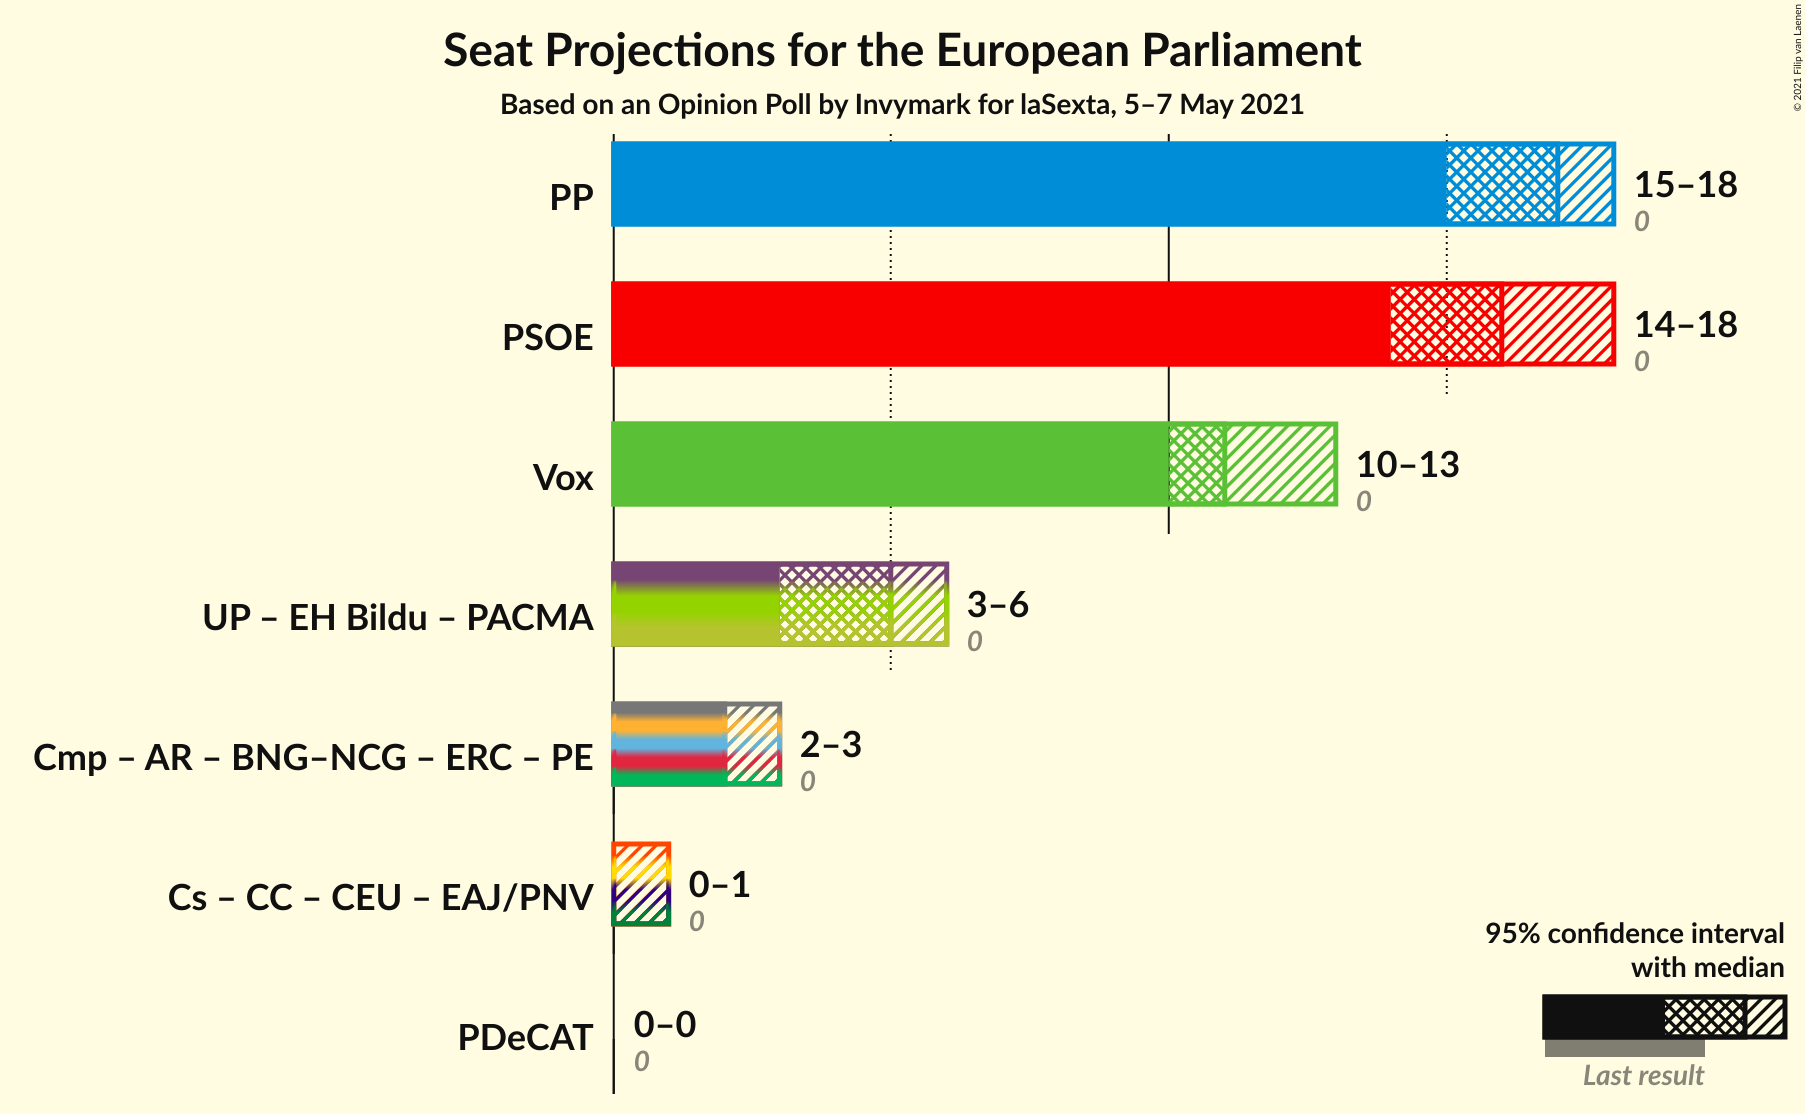 Seat Projections for the European Parliament
Based on an Opinion Poll by Invymark for laSexta, 5–7 May 2021
© 2021 Filip van Laenen
PP
15–18
0
PSOE
14–18
0
Vox
10–13
0
UP – EH Bildu – PACMA
3–6
0
Cmp – AR – BNG–NCG – ERC – PE
2–3
0
Cs – CC – CEU – EAJ/PNV
0–1
0
PDeCAT
0–0
0
95% confidence interval
with median
Last result